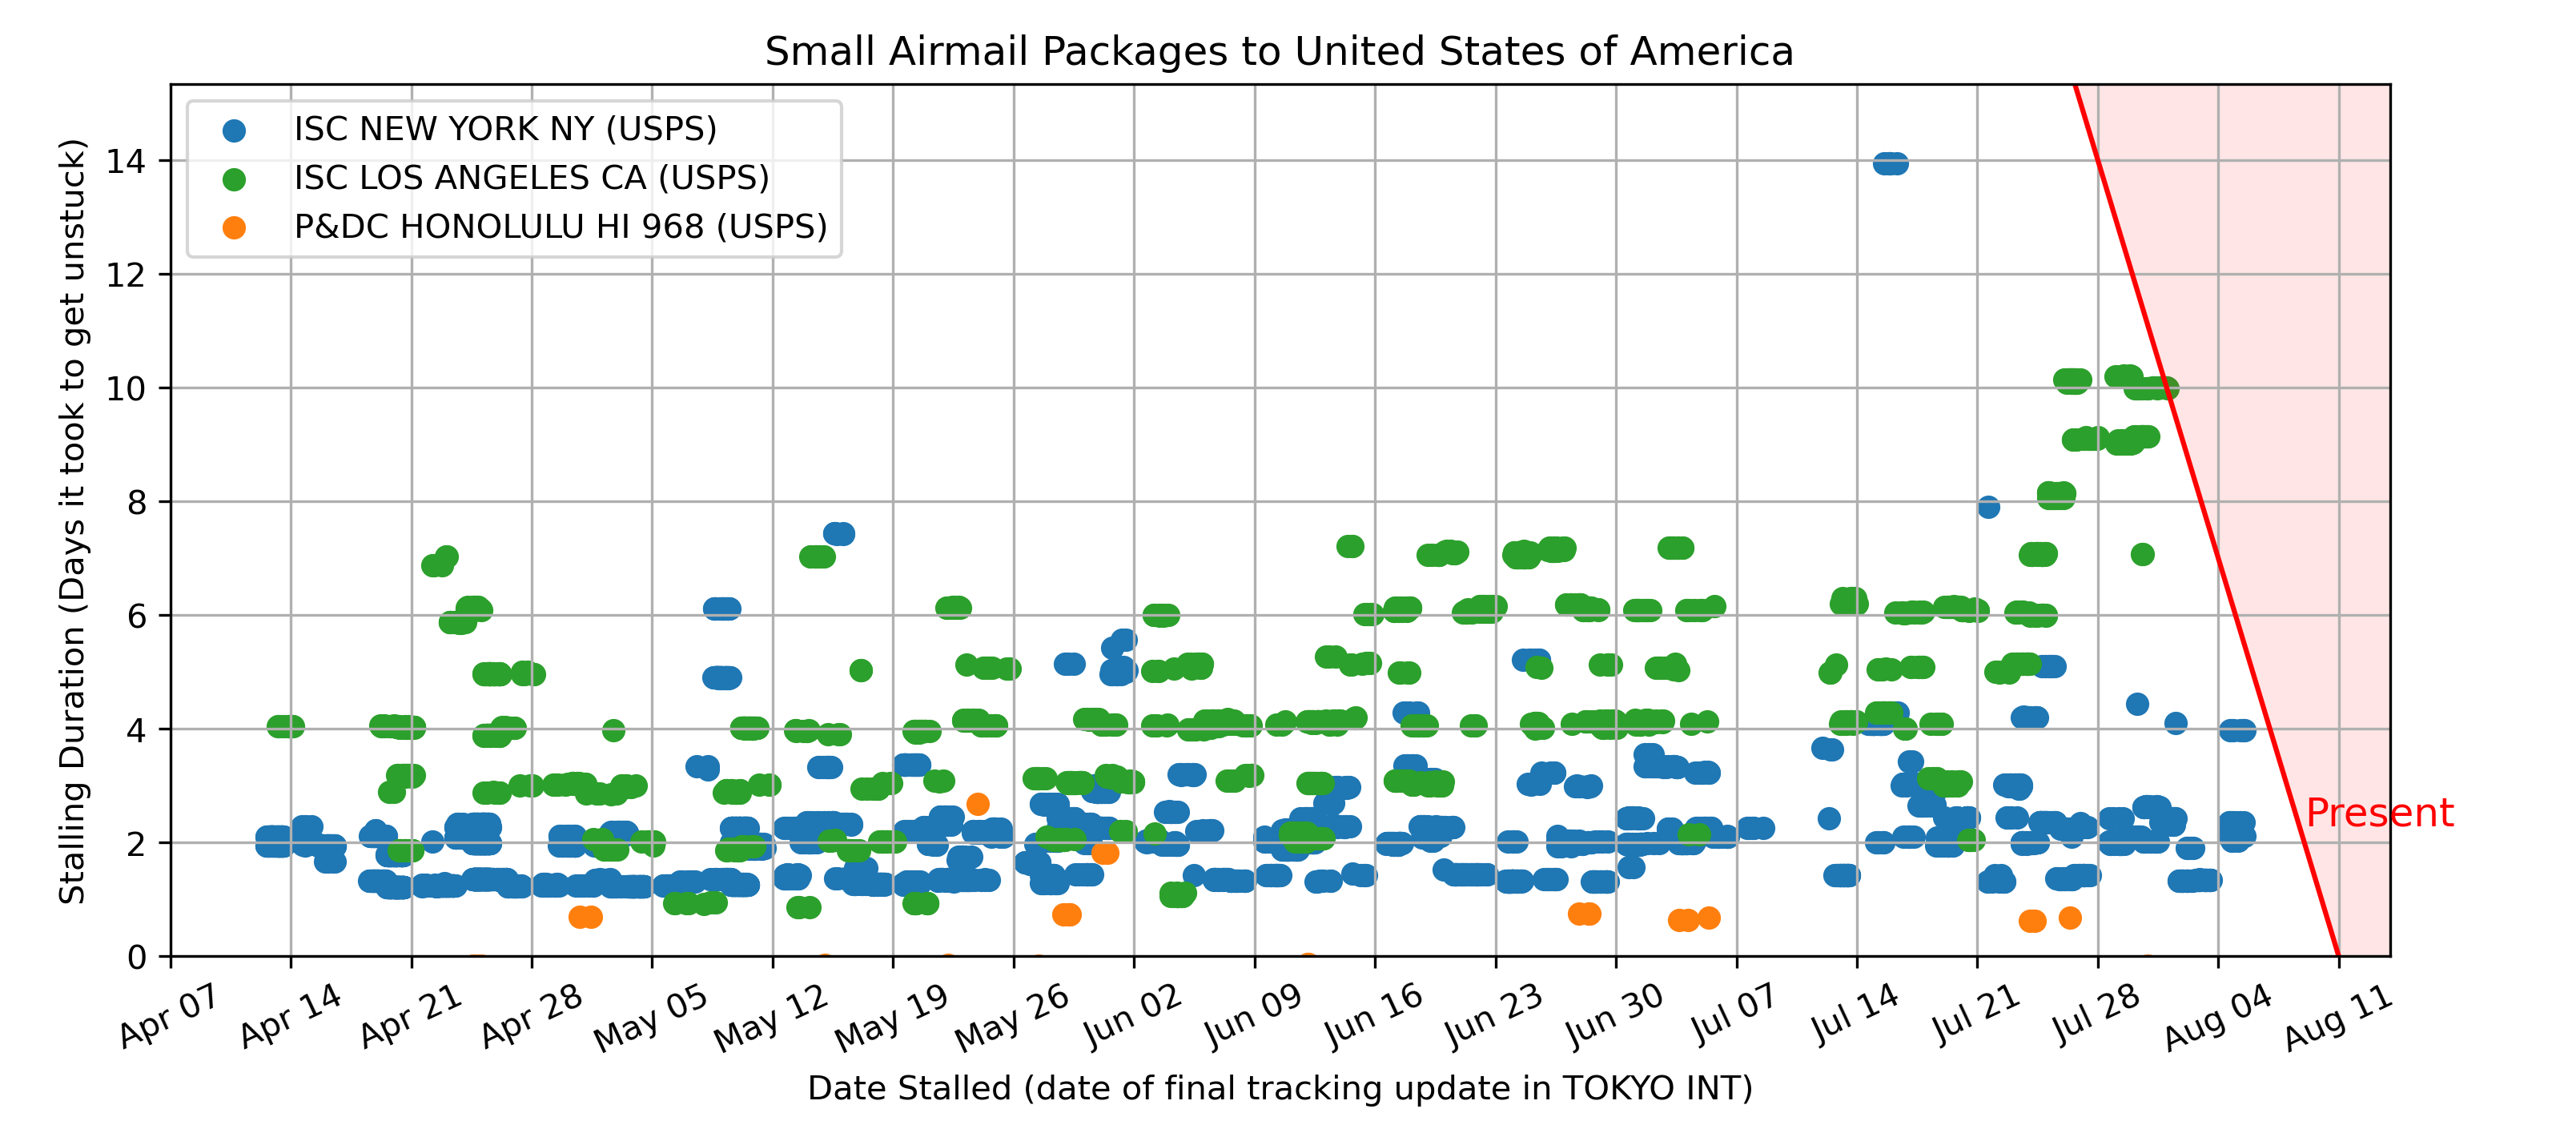 Small Airmail Packages to United States of America
ISC NEW YORK NY (USPS)
ISC LOS ANGELES CA (USPS)
P&DC HONOLULU HI 968 (USPS)
Stalling Duration (Days it took to get unstuck)
14
12
10
8
6
4
2
0
Present
Apr 07
Apr 14
Apr 21
Apr 28
May 05
May 12
May 19
May 26
Jun 02
Jun 09
Jun 16
Jun 23
Jun 30
Jul 07
Jul 14
Jul 21
Jul 28
Aug 04
Aug 11
Date Stalled (date of final tracking update in TOKYO INT)